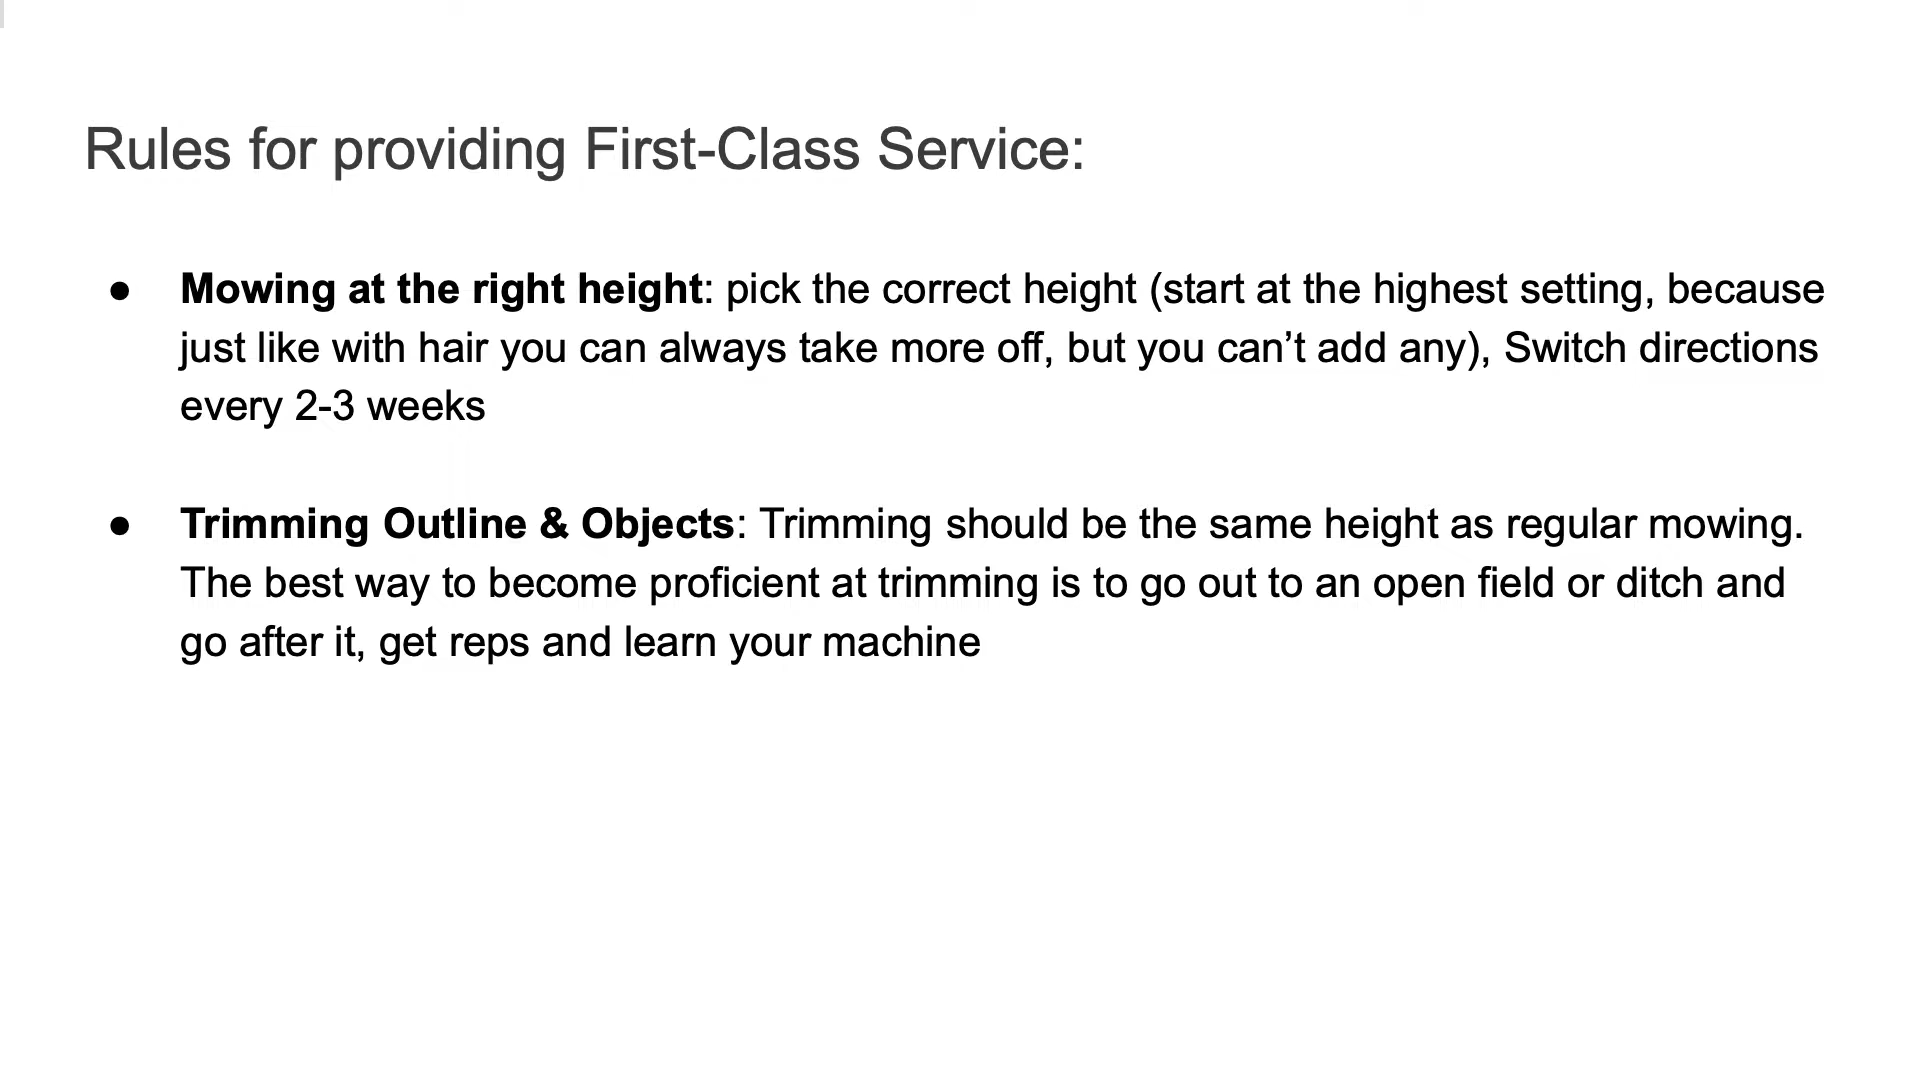 Rules for providing First-Class Service:
● Mowing at the right height: pick the correct height (start at the highest setting, because
just like with hair you can always take more off, but you can’t add any), Switch directions
every 2-3 weeks
● Trimming Outline & Objects: Trimming should be the same height as regular mowing.
The best way to become proficient at trimming is to go out to an open field or ditch and
go after it, get reps and learn your machine